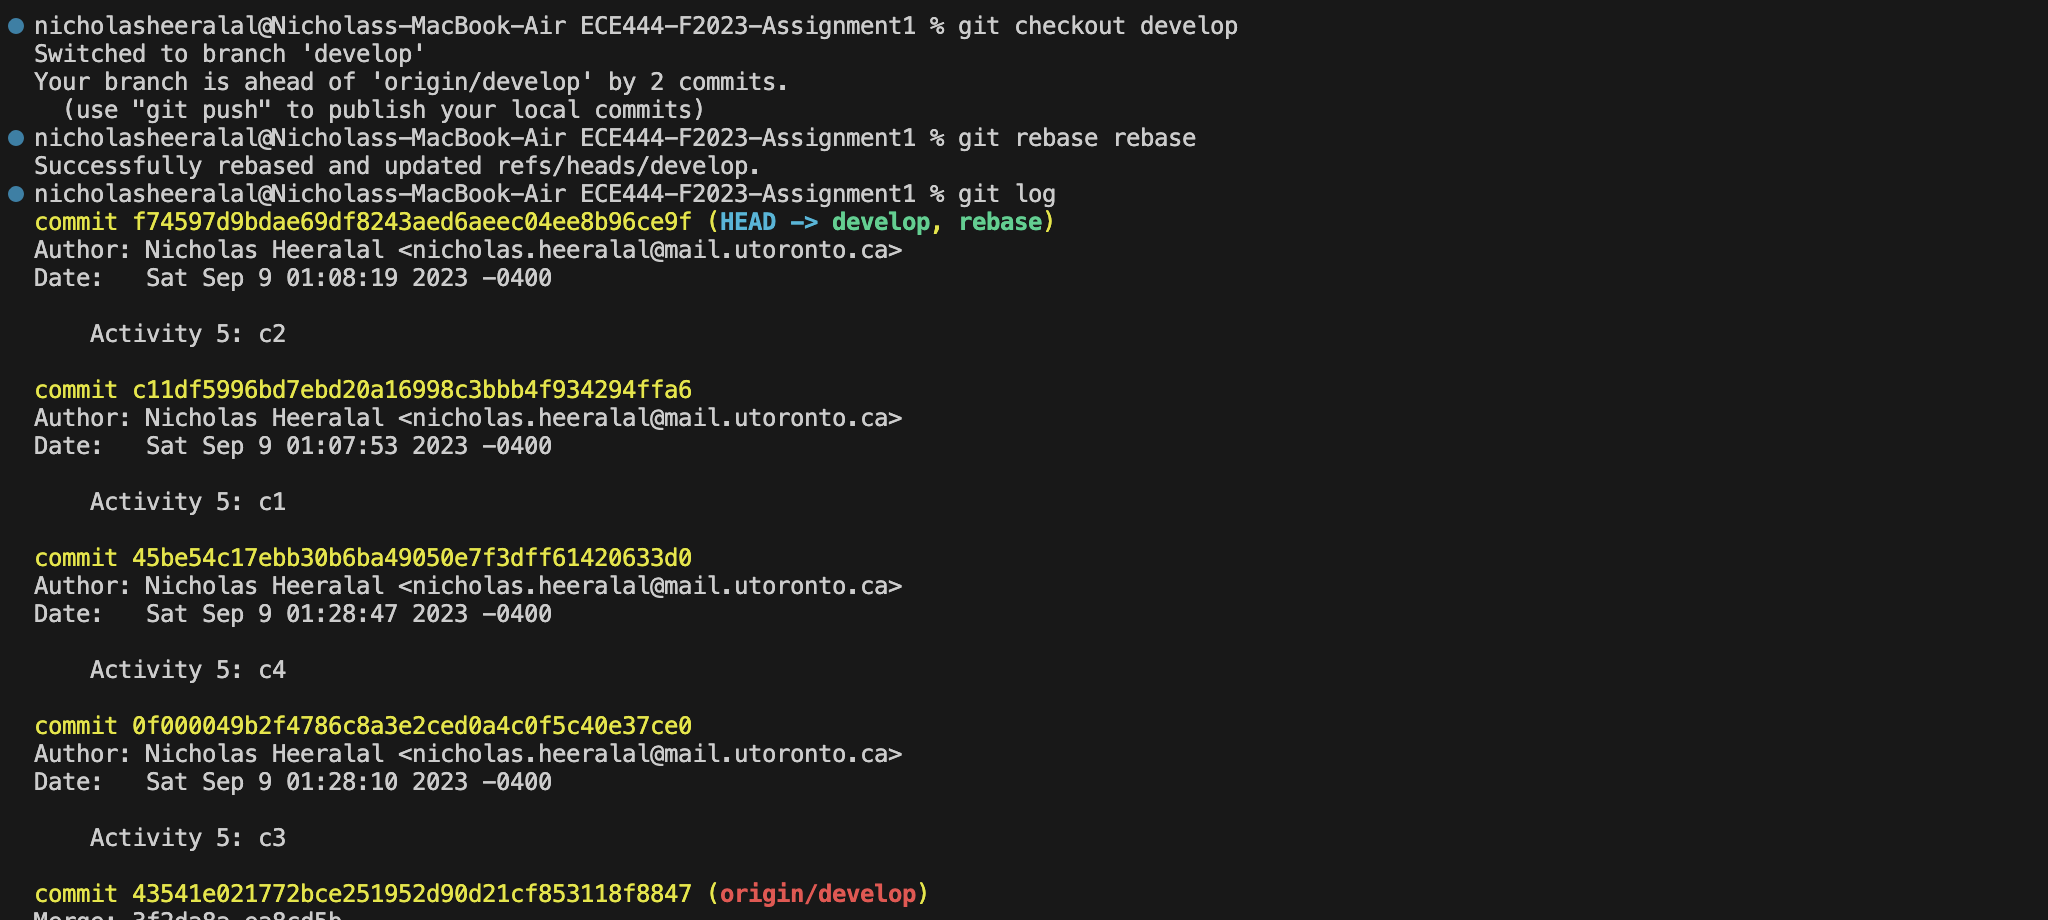 nicholasheeralal@Nicholass-MacBook-Air ECE444-F2023-Assignment1 % git checkout develop
Switched to branch 'develop'
Your branch is ahead of 'origin/develop' by 2 commits.
  (use "git push" to publish your local commits)
nicholasheeralal@Nicholass-MacBook-Air ECE444-F2023-Assignment1 % git rebase rebase
Successfully rebased and updated refs/heads/develop.
nicholasheeralal@Nicholass-MacBook-Air ECE444-F2023-Assignment1 % git log
commit f74597d9bdae69df8243aed6aeec04ee8b96ce9f (HEAD -> develop, rebase)
Author: Nicholas Heeralal <nicholas.heeralal@mail.utoronto.ca>
Date:   Sat Sep 9 01:08:19 2023 -0400
    Activity 5: c2
commit c11df5996bd7ebd20a16998c3bbb4f934294ffa6
Author: Nicholas Heeralal <nicholas.heeralal@mail.utoronto.ca>
Date:   Sat Sep 9 01:07:53 2023 -0400
    Activity 5: c1
commit 45be54c17ebb30b6ba49050e7f3dff61420633d0
Author: Nicholas Heeralal <nicholas.heeralal@mail.utoronto.ca>
Date:   Sat Sep 9 01:28:47 2023 -0400
    Activity 5: c4
commit 0f000049b2f4786c8a3e2ced0a4c0f5c40e37ce0
Author: Nicholas Heeralal <nicholas.heeralal@mail.utoronto.ca>
Date:   Sat Sep 9 01:28:10 2023 -0400
    Activity 5: c3
commit 43541e021772bce251952d90d21cf853118f8847 (origin/develop)
Merge: